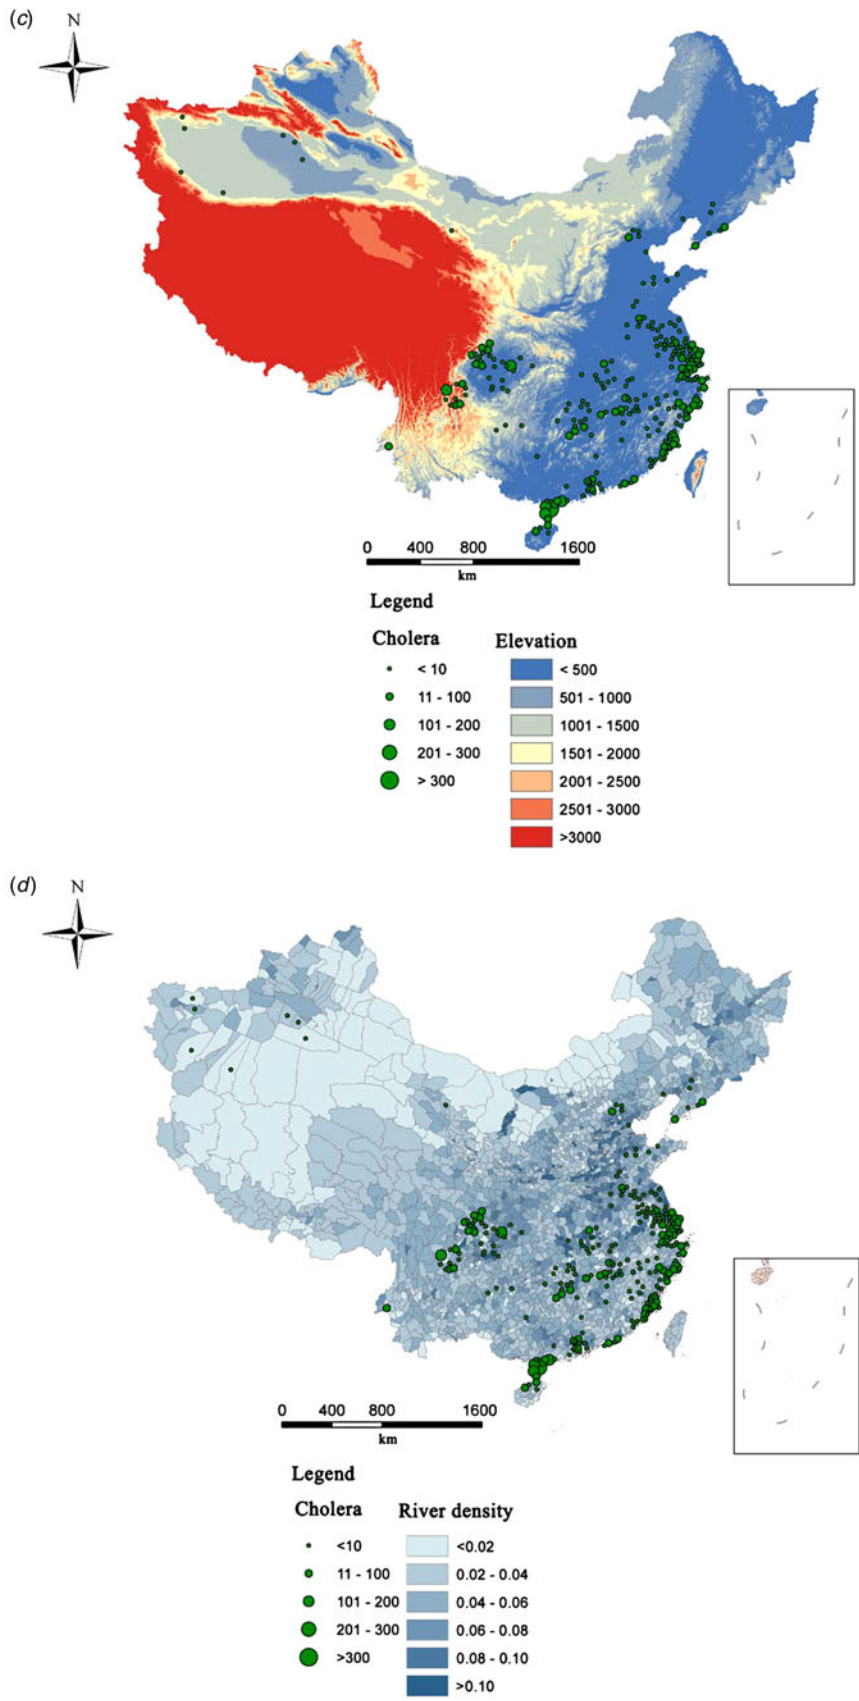 (c)
N
0 400 800 1600
km
Legend
Cholera
< 10
11 - 100
101 - 200
201 - 300
> 300
Elevation
< 500
501 - 1000
1001 - 1500
1501 - 2000
2001 - 2500
2501 - 3000
>3000
(d)
N
0 400 800 1600
km
Legend
Cholera
<10
11 - 100
101 - 200
201 - 300
>300
River density
<0.02
0.02 - 0.04
0.04 - 0.06
0.06 - 0.08
0.08 - 0.10
>0.10